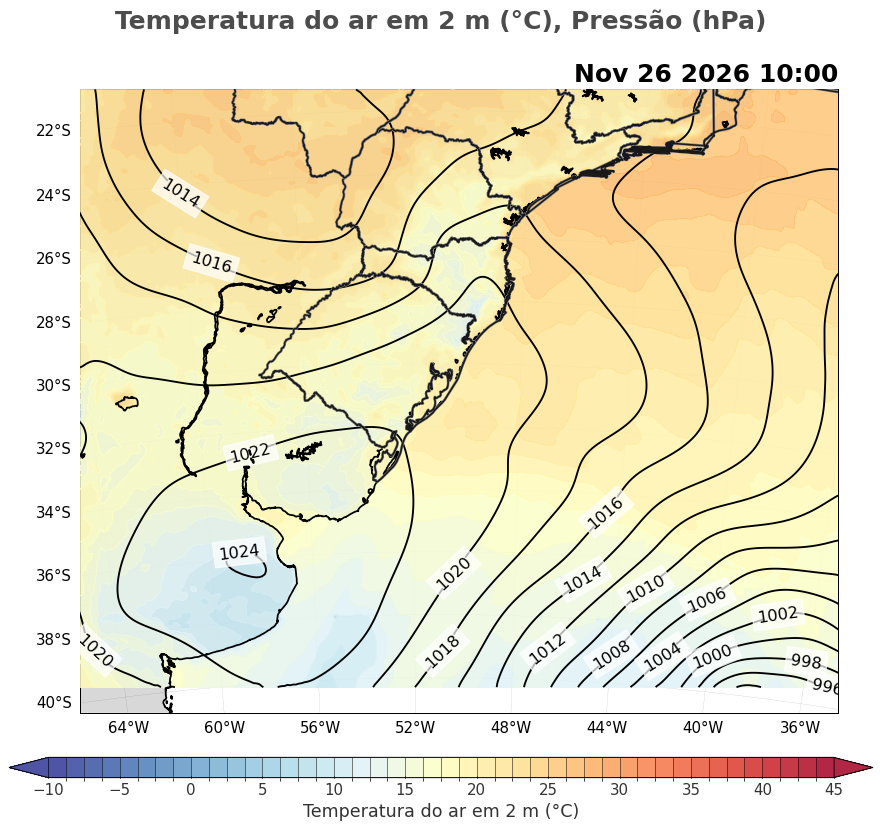 Temperatura do ar em 2 m (°C), Pressão (hPa)
Nov 26 2026 10:00
22°S
24°S
26°S
28°S
30°S
32°S
34°S
36°S
38°S
40°S
1014
1016
1022
1024
1020
1016
1020
1014
1010
1006
1002
1018
1012
1008
1004
1000
998
996
64°W
60°W
56°W
52°W
48°W
44°W
40°W
36°W
−10
−5
0
5
10
15
20
25
30
35
40
45
Temperatura do ar em 2 m (°C)